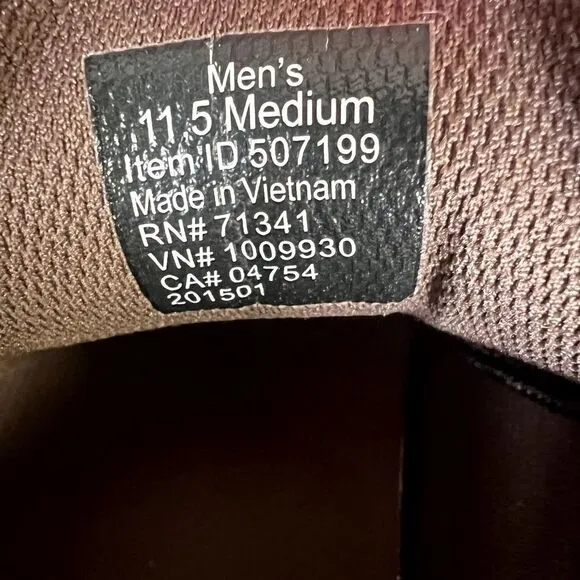 Men's
11.5 Medium
Item ID 507199
Made in Vietnam
RN# 71341
VN# 1009930
CA# 04754
201501